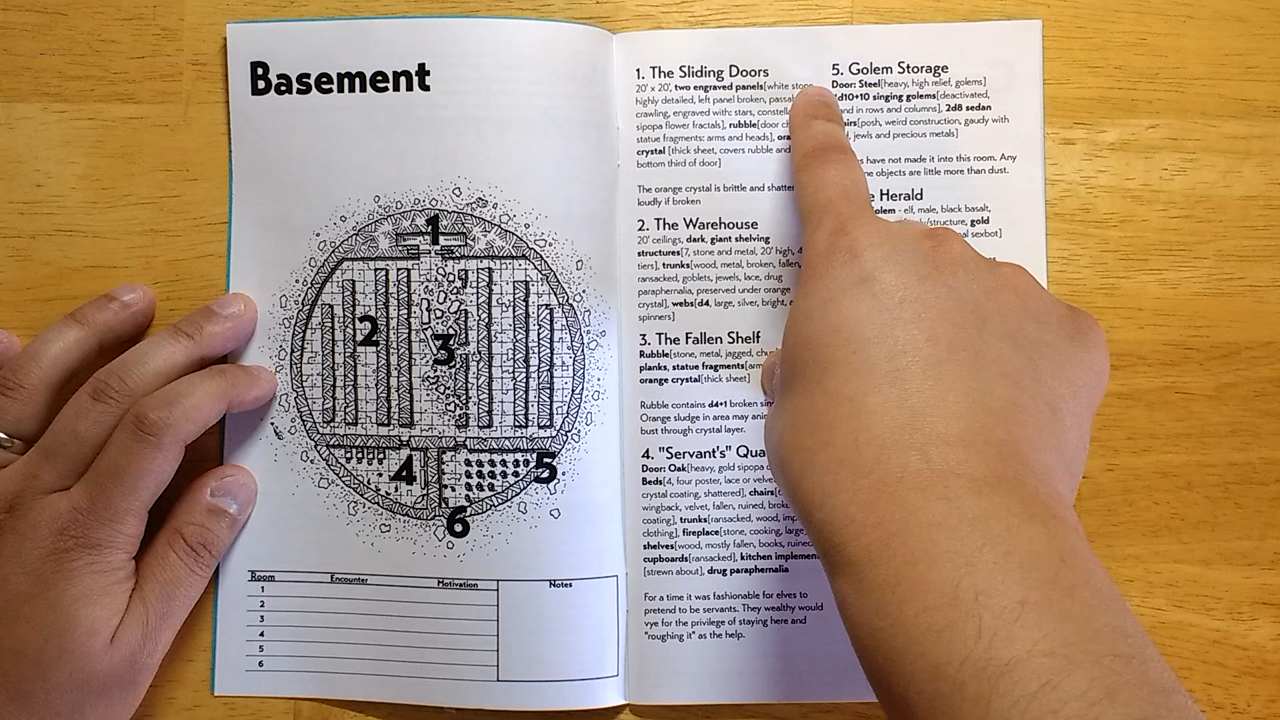 Basement
1
2
3
4
5
6
Room Encounter Motivation
1
2
3
4
5
6
Notes
1. The Sliding Doors
20' x 20', two engraved panels[white stone,
highly detailed, left panel broken, passable
crawling, engraved with: stars,
sipopa flower fractals], rubble[door
statue fragments: arms and heads],
crystal [thick sheet, covers rubble and
bottom third of door]
The orange crystal is brittle and
loudly if broken
2. The Warehouse
20' ceilings, dark, giant shelving
structures[7, stone and metal, 20' high, 4
tiers], trunks[wood, metal, broken, fallen,
ransacked, goblets, jewels, lace, drug
paraphernalia, preserved under orange
crystal], webs[d4, large, silver, bright,
spinners]
3. The Fallen Shelf
Rubble[stone, metal, jagged,
planks, statue fragments[
orange crystal[thick sheet]
Rubble contains d4+1 broken
Orange sludge in area may
bust through crystal layer.
4. "Servant's"
Door: Oak[heavy, gold sipopa
Beds[4, four poster, lace or
crystal coating, shattered], chairs[
wingback, velvet, fallen, ruined,
coating], trunks[ransacked, wood,
clothing], fireplace[stone, cooking, large
shelves[wood, mostly fallen, books, ruined
cupboards[ransacked], kitchen
[strewn about], drug paraphernalia
For a time it was fashionable for elves to
pretend to be servants. They wealthy would
vye for the privilege of staying here and
"roughing it" as the help.
5. Golem Storage
Door: Steel[heavy, high relief, golems]
d10+10 singing golems[deactivated,
in rows and columns], 2d8 sedan
[posh, weird construction, gaudy with
jewls and precious metals]
have not made it into this room. Any
objects are little more than dust.
Herald
- elf, male, black basalt,
/structure, gold
sexbot]